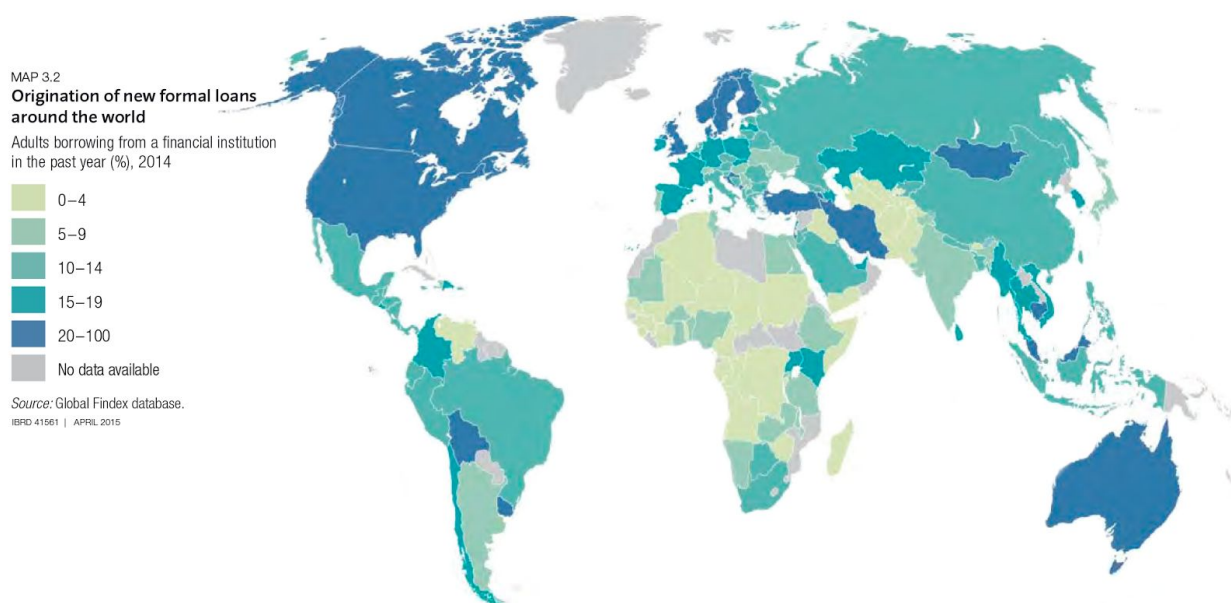 MAP 3.2
Origination of new formal loans
around the world
Adults borrowing from a financial institution
in the past year (%), 2014
0–4
5–9
10–14
15–19
20–100
No data available
Source: Global Findex database.
IBRD 41561 | APRIL 2015